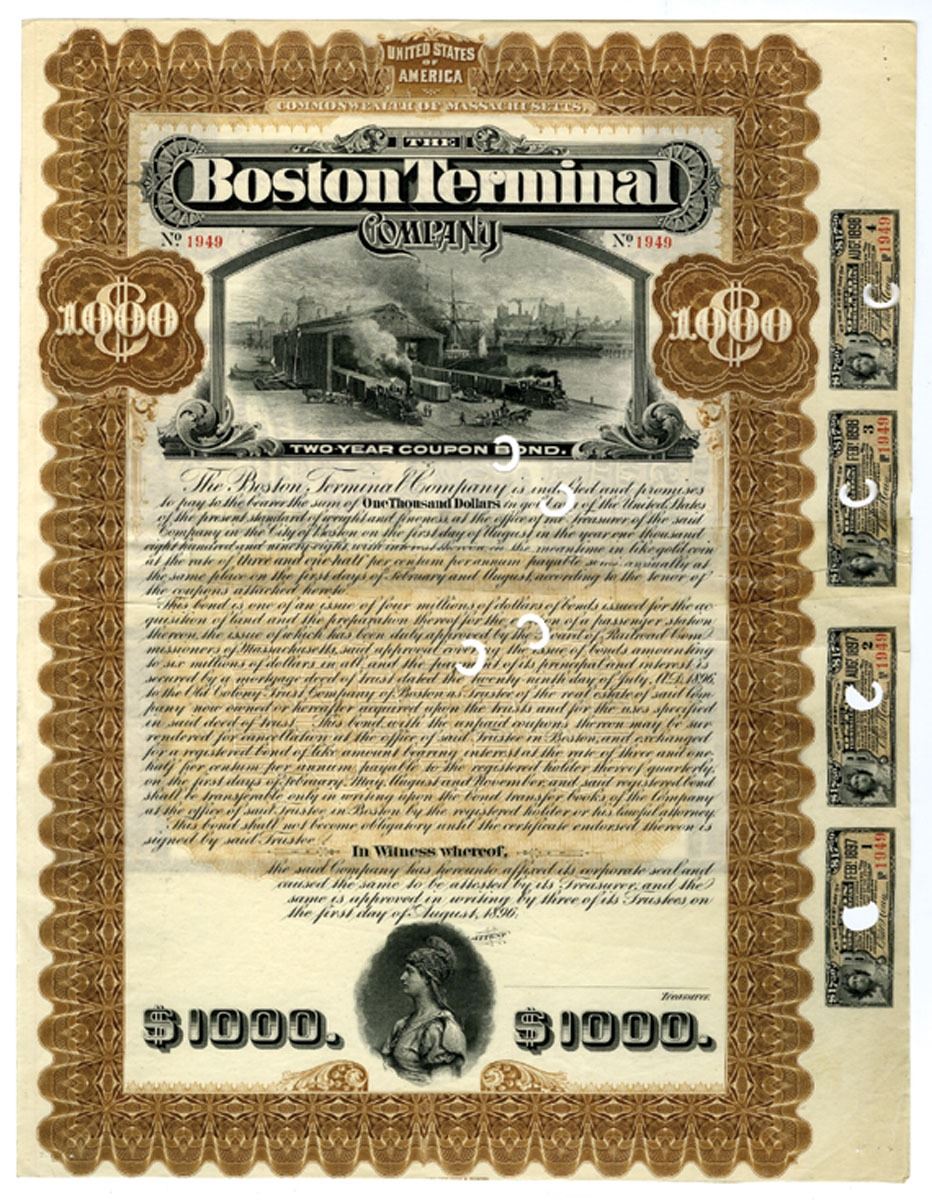 UNITED STATES
OF
AMERICA
COMMONWEALTH OF MASSACHUSETTS.
THE
Boston Terminal
COMPANY
No 1949
No 1949
1000
1000
TWO-YEAR COUPON BOND.
The Boston Terminal Company is indebted and promises
to pay to the bearer the sum of One Thousand Dollars in gold coin of the United States
of the present standard of weight and fineness at the office of the Treasurer of the said
Company in the City of Boston on the first day of August in the year one thousand
eight hundred and ninety-eight, with interest thereon in the meantime in like gold coin
at the rate of three and one-half per centum per annum payable semi-annually at
the same place on the first days of February and August, according to the tenor of
the coupons attached hereto.
This bond is one of an issue of four millions of dollars of bonds issued for the ac-
quisition of land and the preparation thereof for the erection of a passenger station
thereon, the issue of which has been duly approved by the Board of Railroad Com-
missioners of Massachusetts, said approval covering the issue of bonds amounting
to six millions of dollars in all, and the payment of its principal and interest is
secured by a mortgage deed of trust dated the twenty ninth day of July, A.D. 1896,
to the Old Colony Trust Company of Boston as Trustee of the real estate of said Com-
pany now owned or hereafter acquired upon the trusts and for the uses specified
in said deed of trust. This bond, with the unpaid coupons thereon may be sur-
rendered for cancellation at the office of said Trustee in Boston, and exchanged
for a registered bond of like amount bearing interest at the rate of three and one
half per centum per annum, payable to the registered holder thereof quarterly,
on the first days of February, May, August and November, and said registered bond
shall be transferable only in writing upon the bond transfer books of the Company
at the office of said Trustee in Boston by the registered holder or his lawful attorney.
This bond shall not become obligatory until the certificate endorsed thereon is
signed by said Trustee.
In Witness whereof,
the said Company has hereunto affixed its corporate seal and
caused the same to be attested by its Treasurer, and the
same is approved in writing by three of its Trustees, on
the first day of August, 1896.
ATTEST
Treasurer.
$1000.
$1000.
$17.50 AUG. 1898 4
No 1949
$17.50 FEB. 1898 3
No 1949
$17.50 AUG. 1897 2
No 1949
$17.50 FEB. 1897 1
No 1949